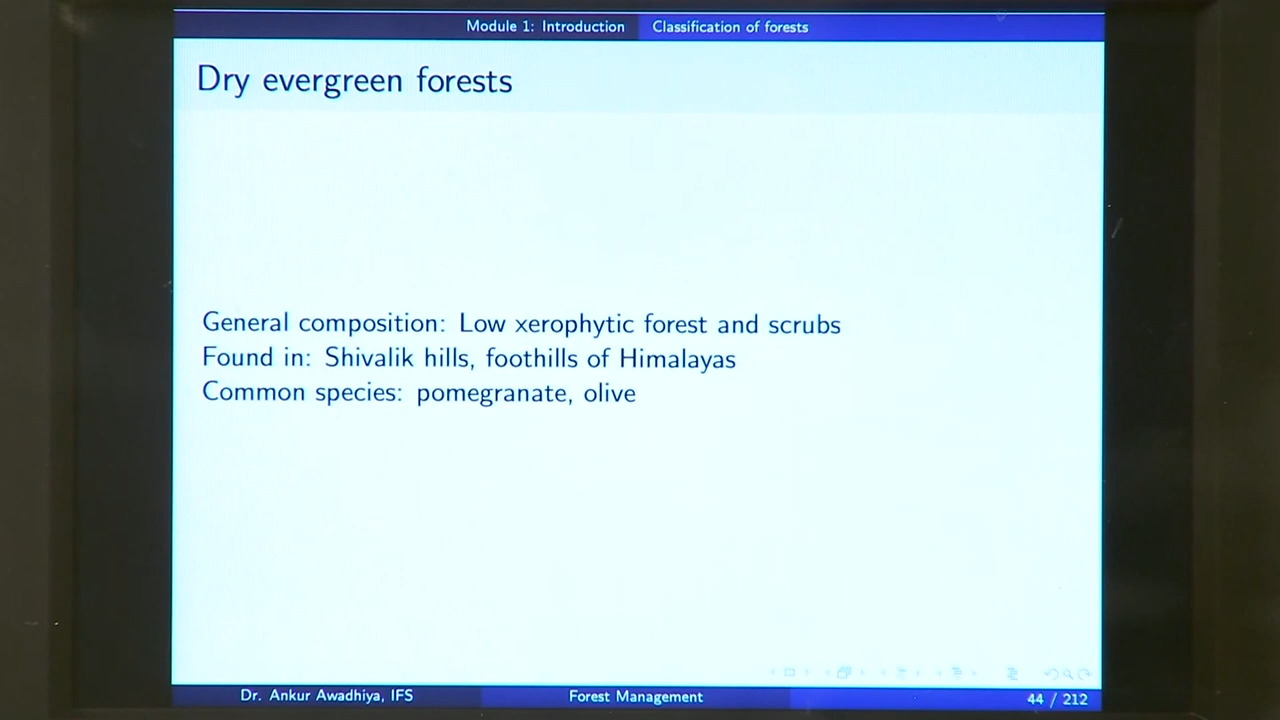 Module 1: Introduction Classification of forests
Dry evergreen forests
General composition: Low xerophytic forest and scrubs
Found in: Shivalik hills, foothills of Himalayas
Common species: pomegranate, olive
Dr. Ankur Awadhiya, IFS Forest Management 44 / 212